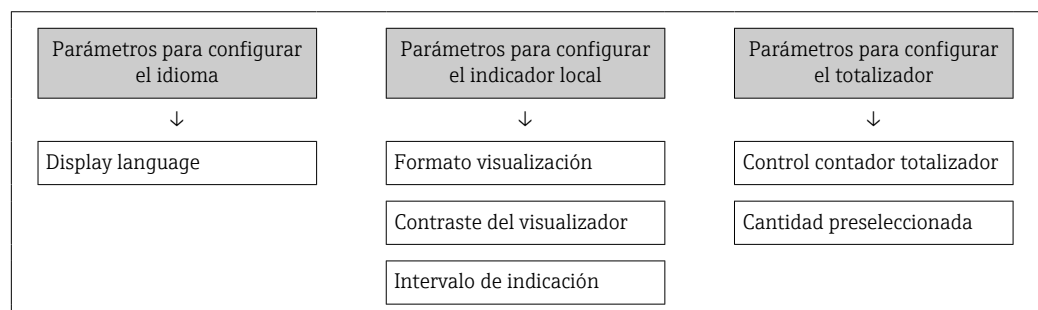 Parámetros para configurar
el idioma
↓
Display language
Parámetros para configurar
el indicador local
↓
Formato visualización
Contraste del visualizador
Intervalo de indicación
Parámetros para configurar
el totalizador
↓
Control contador totalizador
Cantidad preseleccionada